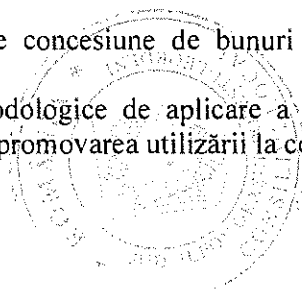 e concesiune de bunuri
odologice de aplicare a
promovarea utilizării la co